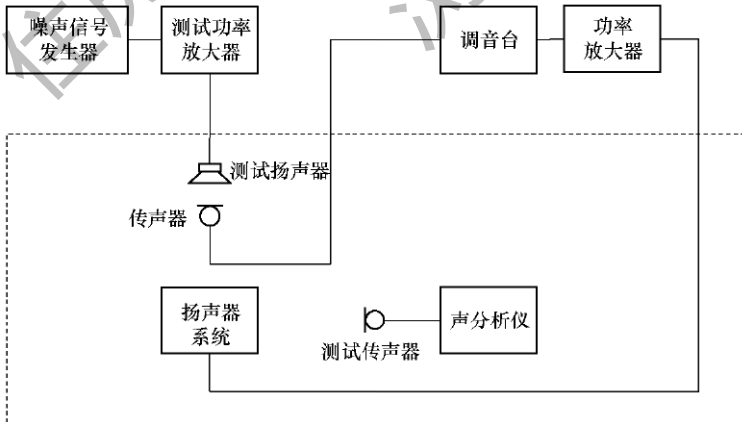 噪声信号
发生器
测试功率
放大器
调音台
功率
放大器
测试扬声器
传声器
扬声器
系统
测试传声器
声分析仪
住